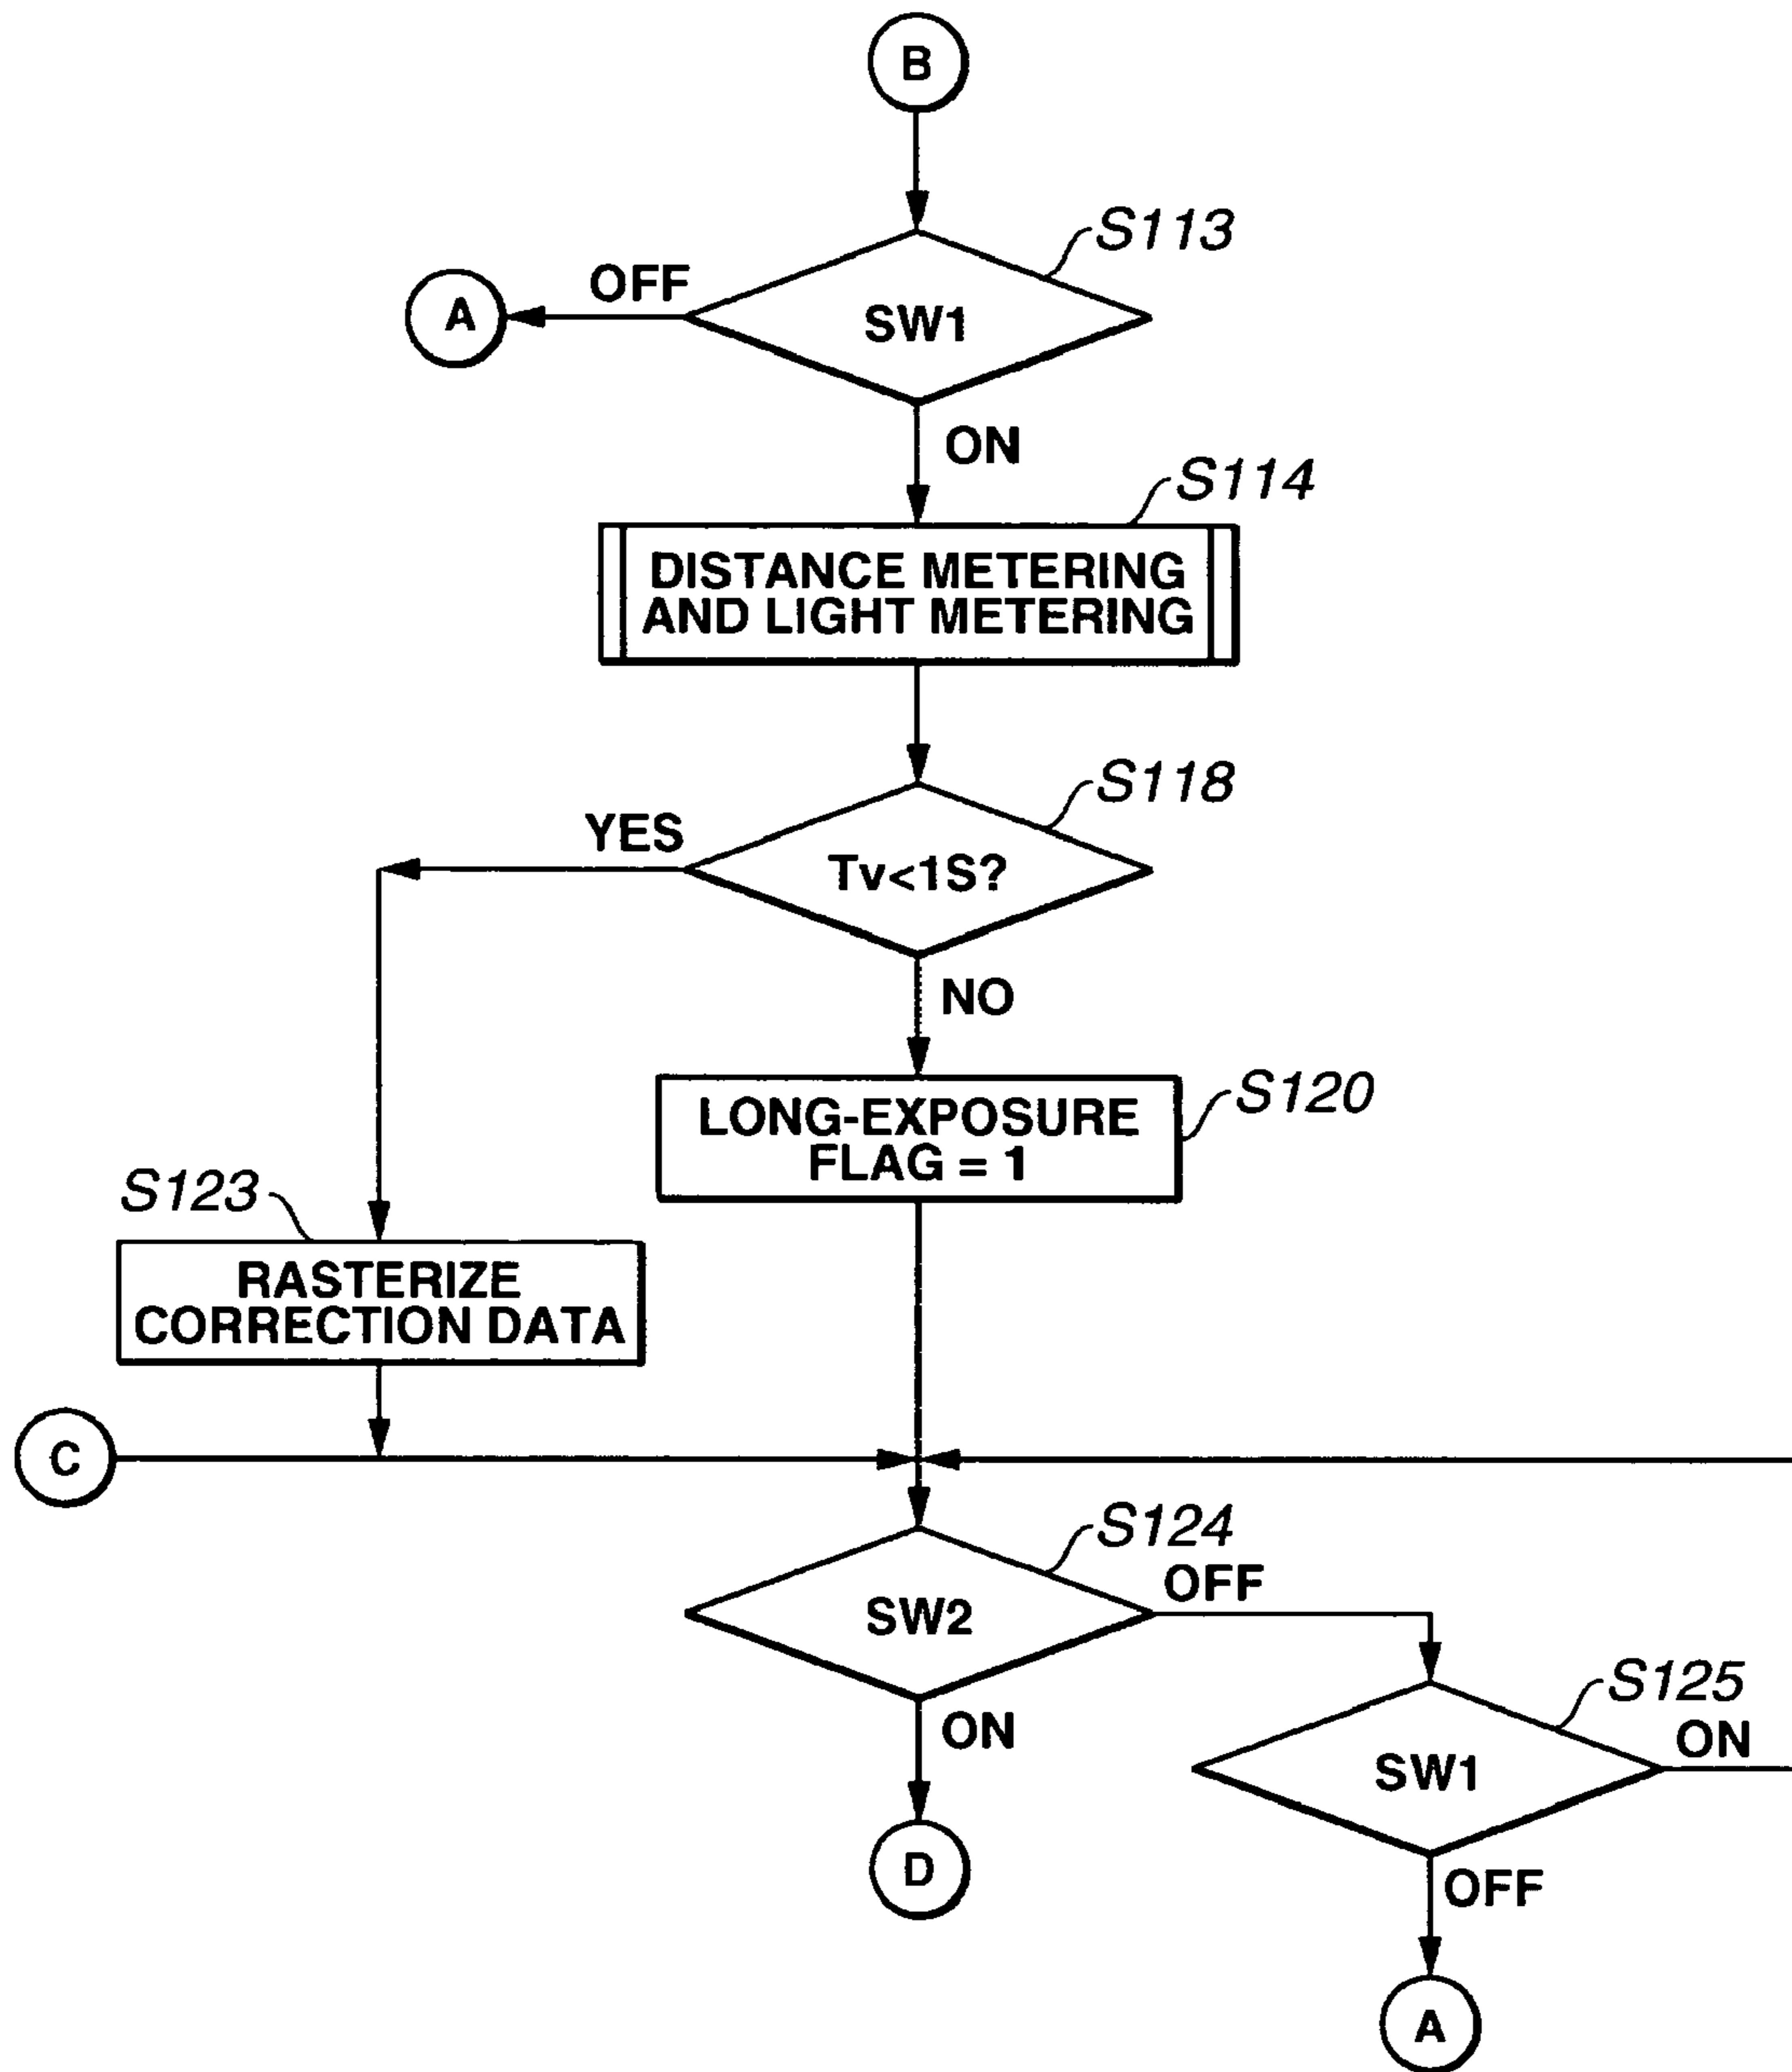 B
S113
OFF
A
SW1
ON
S114
DISTANCE METERING
AND LIGHT METERING
S118
YES
Tv<1S?
NO
S120
LONG-EXPOSURE
FLAG = 1
S123
RASTERIZE
CORRECTION DATA
C
S124
OFF
SW2
S125
ON
ON
SW1
D
OFF
A